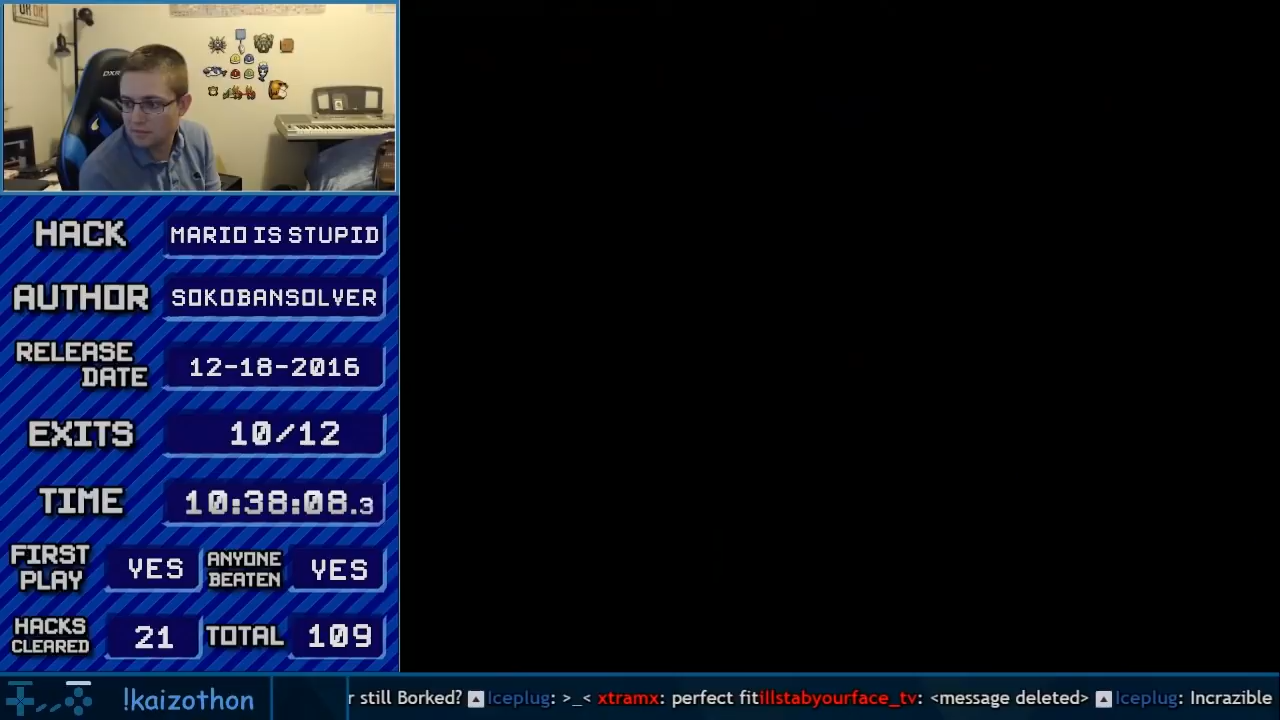 DXR
HACK
MARIO IS STUPID
AUTHOR
SOKOBANSOLVER
RELEASE
DATE
12-18-2016
EXITS
10/12
TIME
10:38:08.3
FIRST
PLAY
YES
ANYONE
BEATEN
YES
HACKS
CLEARED
21
TOTAL
109
!kaizothon
r still Borked? Iceplug: >_< xtramx: perfect fitillstabyourface_tv: <message deleted> Iceplug: Incrazible